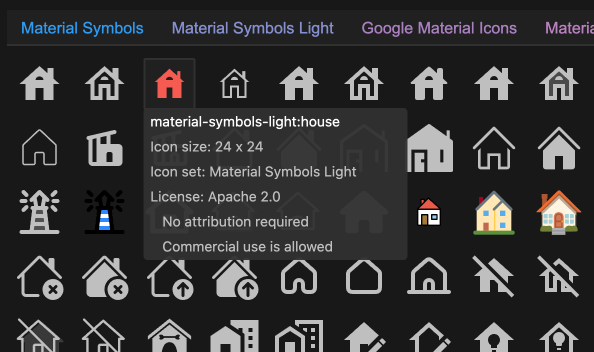 Material Symbols
Material Symbols Light
Google Material Icons
material-symbols-light:house
Icon size: 24 x 24
Icon set: Material Symbols Light
License: Apache 2.0
No attribution required
Commercial use is allowed